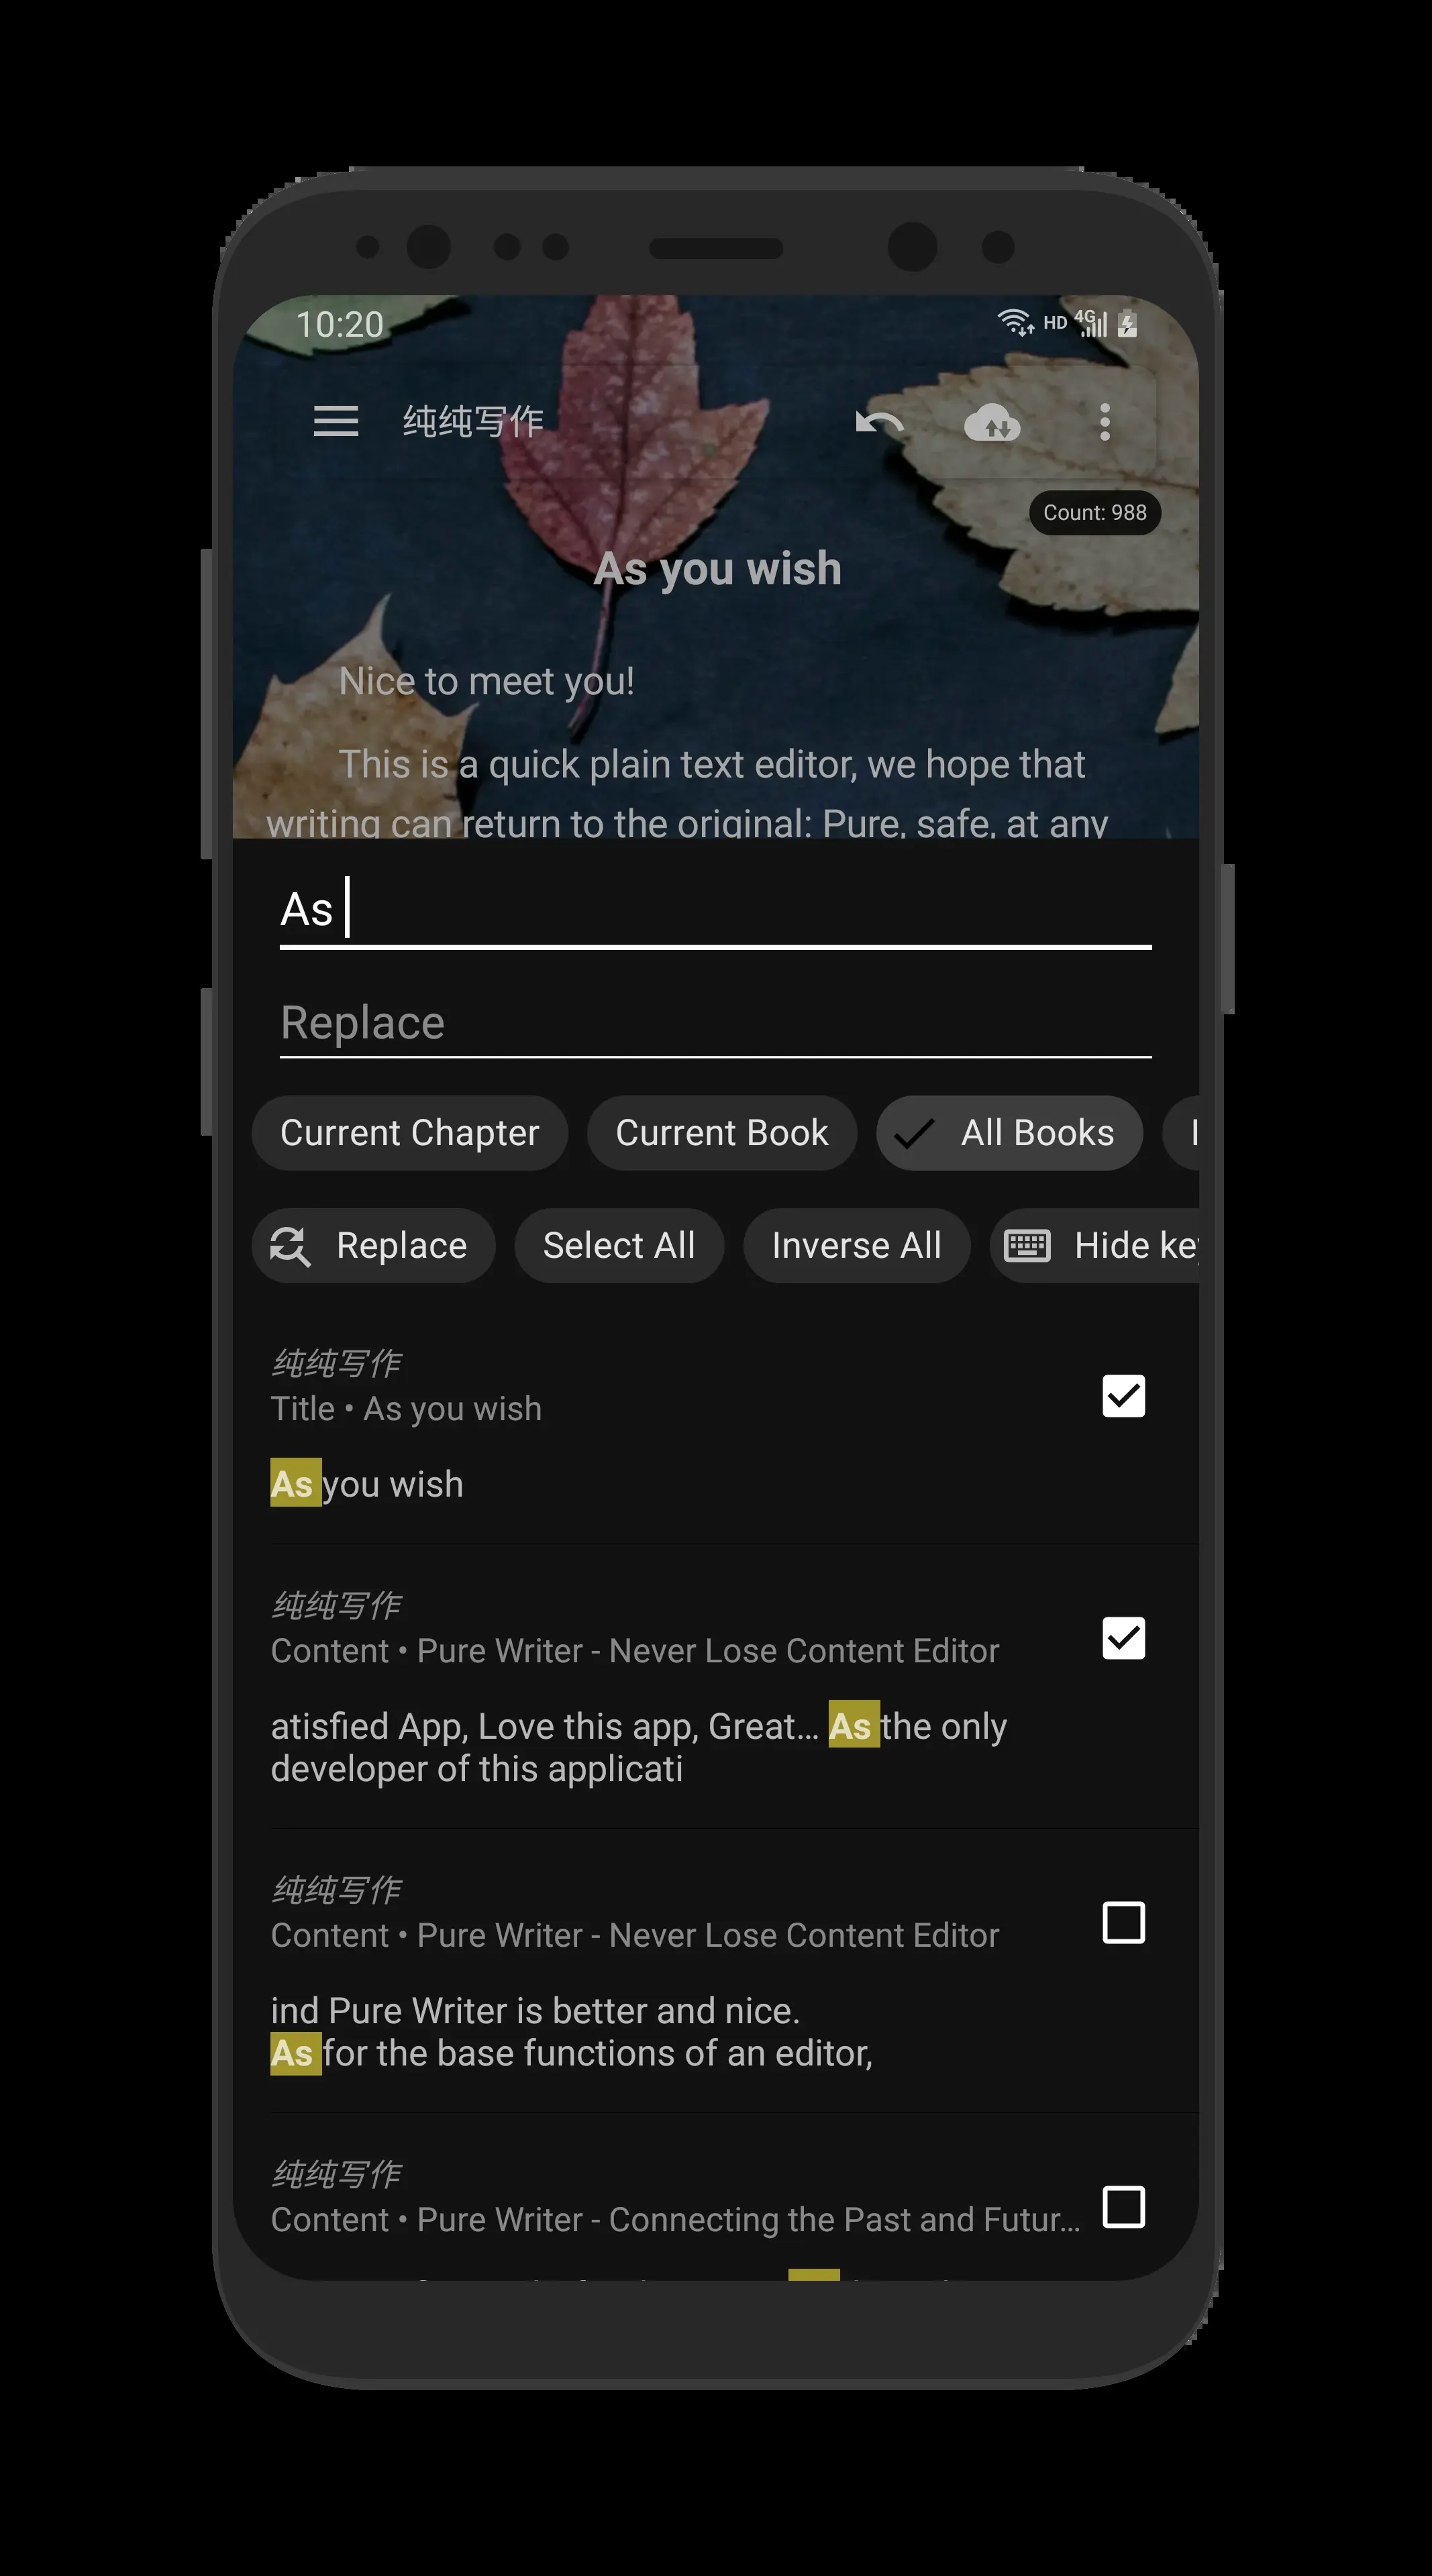 10:20
HD 4G
纯纯写作
Count: 988
As you wish
Nice to meet you!
This is a quick plain text editor, we hope that
writing can return to the original: Pure, safe, at any
As
Replace
Current Chapter Current Book All Books
Replace Select All Inverse All Hide
纯纯写作
Title • As you wish
As you wish
纯纯写作
Content • Pure Writer - Never Lose Content Editor
atisfied App, Love this app, Great... As the only
developer of this applicati
纯纯写作
Content • Pure Writer - Never Lose Content Editor
ind Pure Writer is better and nice.
As for the base functions of an editor,
纯纯写作
Content • Pure Writer - Connecting the Past and Futur...